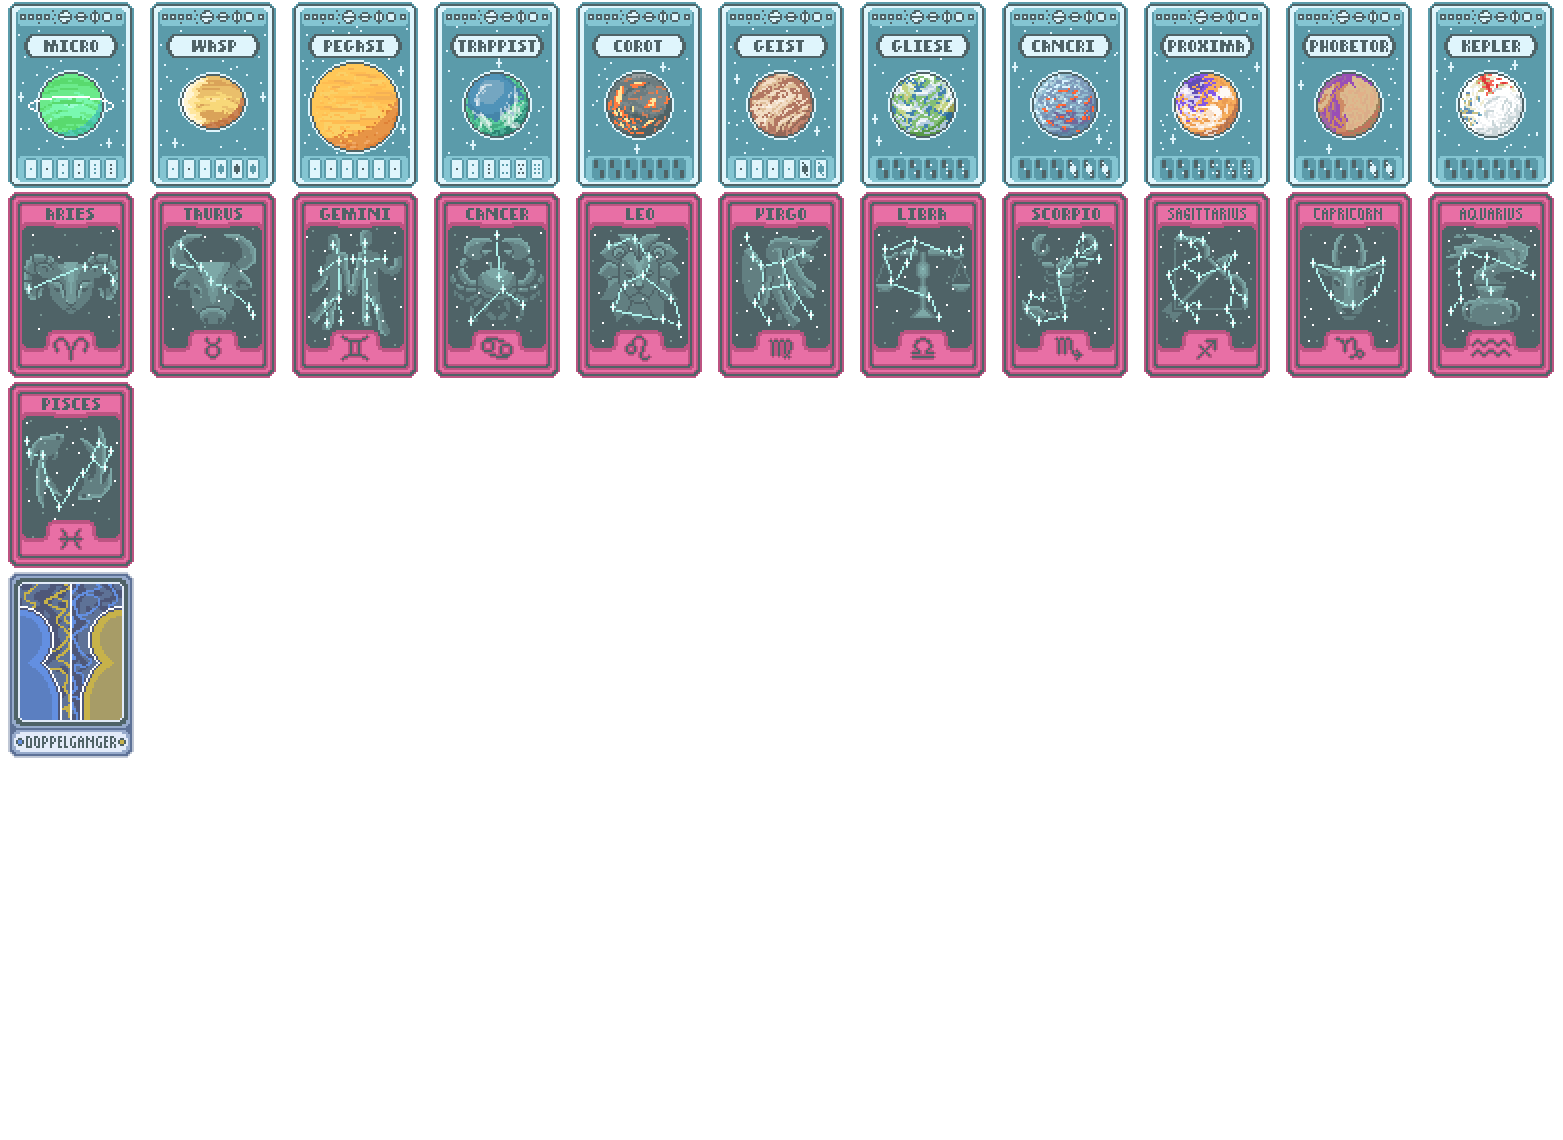 MICRO
WASP
PEGASI
TRAPPIST
COROT
GEIST
GLIESE
CANCRI
PROXIMA
PHOBETOR
KEPLER
ARIES
TAURUS
GEMINI
CANCER
LEO
VIRGO
LIBRA
SCORPIO
SAGITTARIUS
CAPRICORN
AQUARIUS
PISCES
DOPPELGANGER